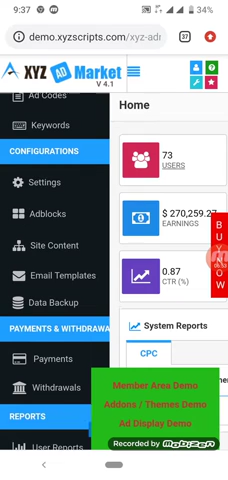 9:37
34%
demo.xyzscripts.com/xyz-adr
37
XYZ AD Market
V 4.1
Ad Codes
Keywords
CONFIGURATIONS
Settings
Adblocks
Site Content
Email Templates
Data Backup
PAYMENTS & WITHDRAWA
Payments
Withdrawals
REPORTS
User Reports
Home
73
USERS
$ 270,259.27
EARNINGS
0.87
CTR (%)
BUY NOW
System Reports
CPC
Member Area Demo
Addons / Themes Demo
Ad Display Demo
Recorded by Mobizen